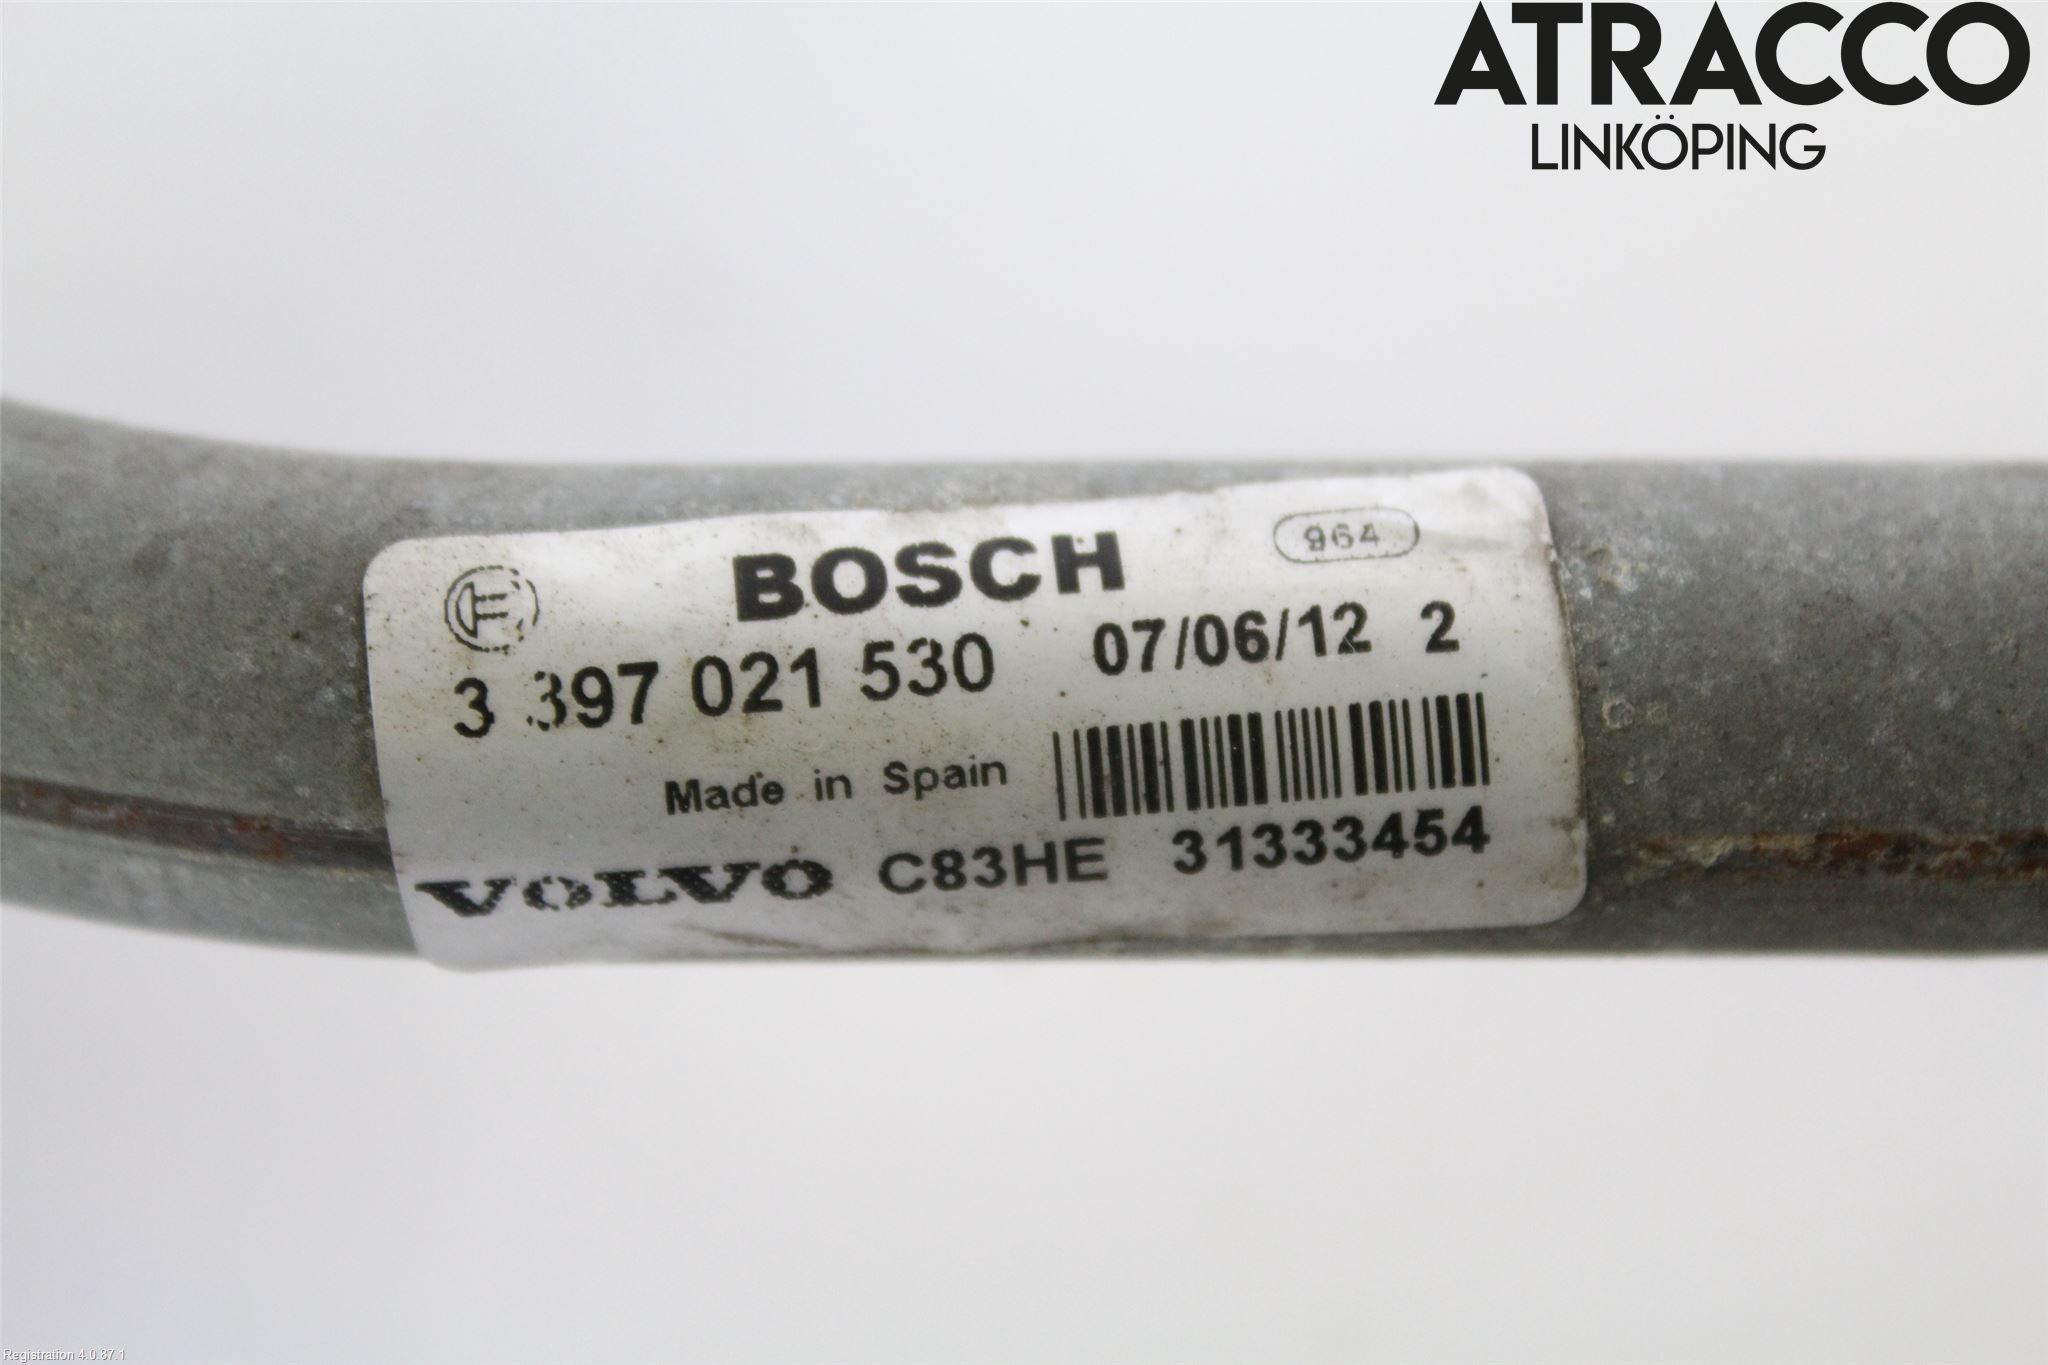 ATRACCO
LINKÖPING
BOSCH 964
3 397 021 530 07/06/12 2
Made in Spain
VOLVO C83HE 31333454
Registration 4.0.87.1